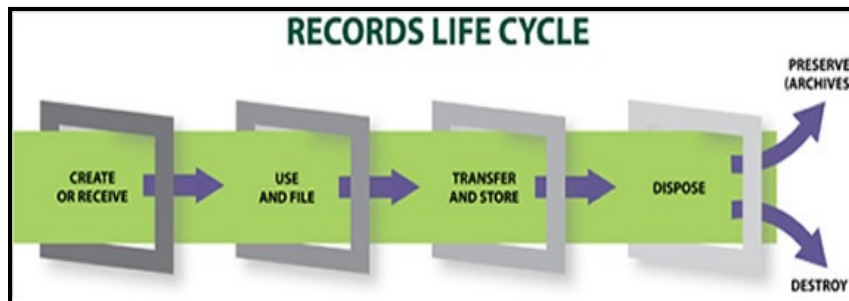 RECORDS LIFE CYCLE
PRESERVE
(ARCHIVES
CREATE
OR RECEIVE
USE
AND FILE
TRANSFER
AND STORE
DISPOSE
DESTROY